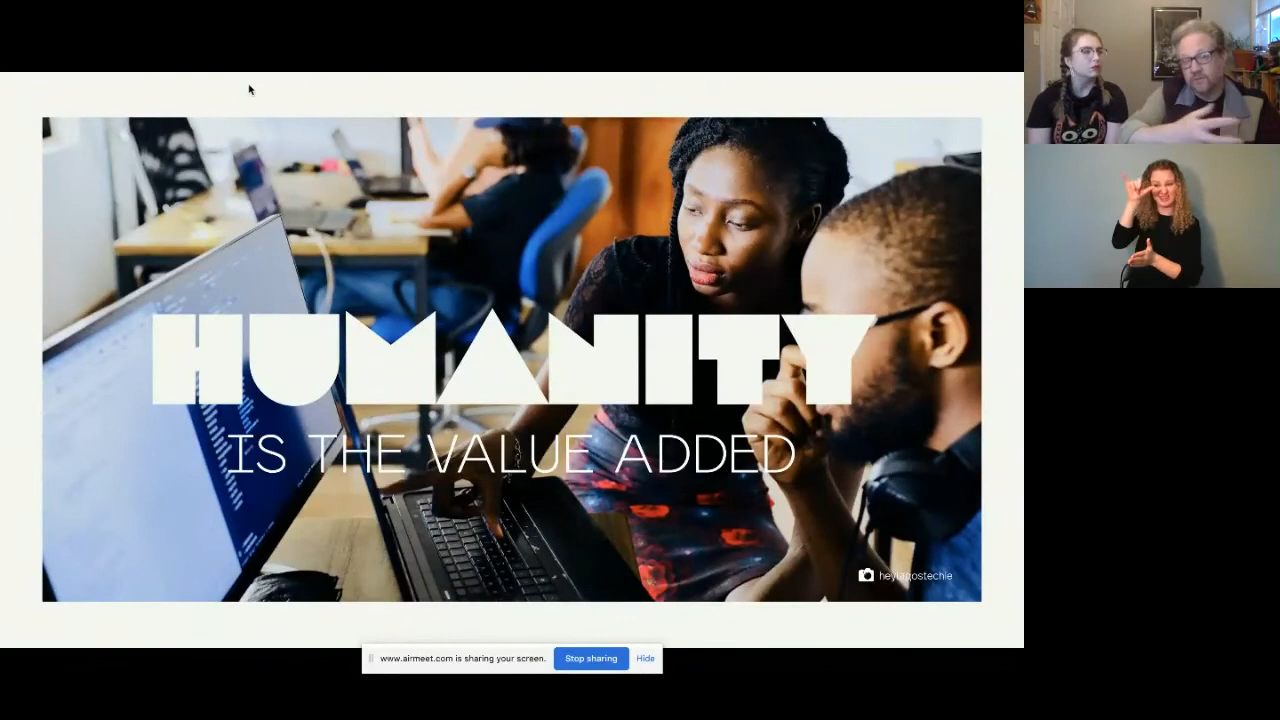 HUMANITY
IS THE VALUE ADDED
heylagostechie
www.airmeet.com is sharing your screen.
Stop sharing
Hide